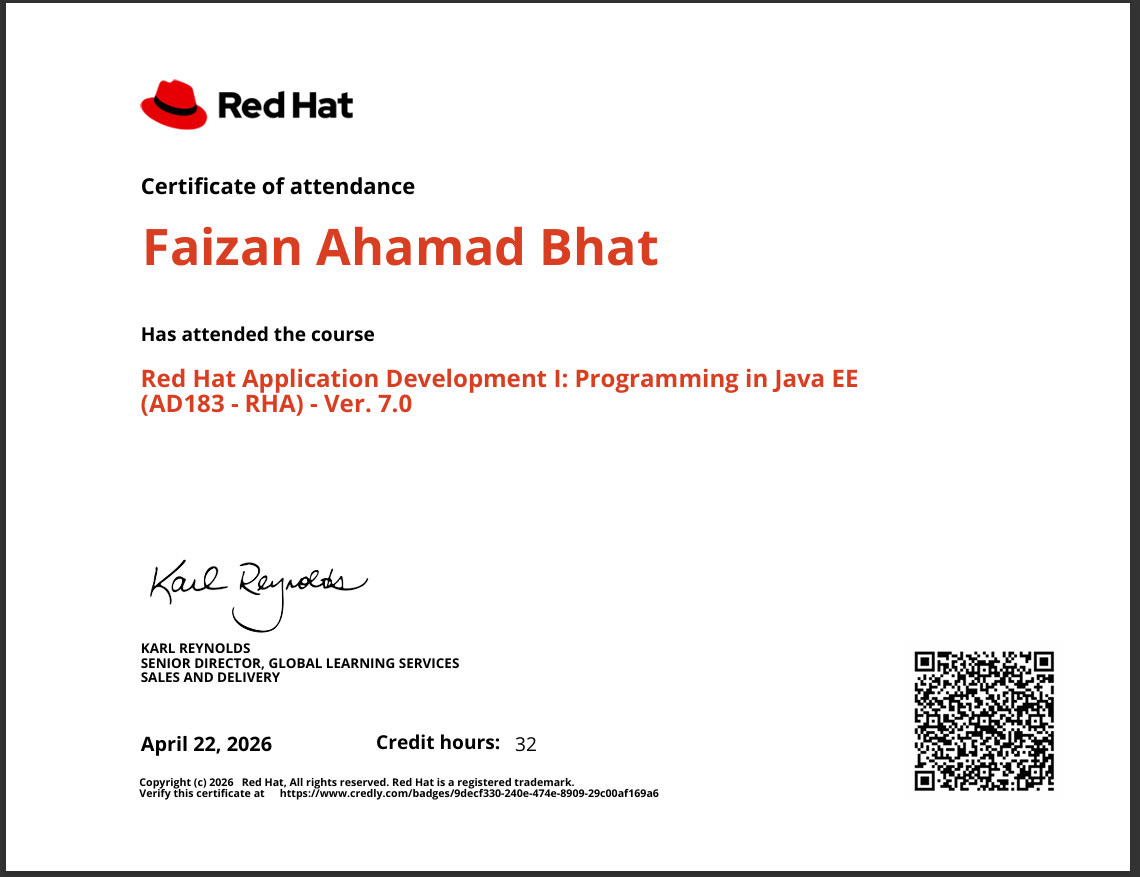 Red Hat
Certificate of attendance
Faizan Ahamad Bhat
Has attended the course
Red Hat Application Development I: Programming in Java EE
(AD183 - RHA) - Ver. 7.0
Karl Reynolds
KARL REYNOLDS
SENIOR DIRECTOR, GLOBAL LEARNING SERVICES
SALES AND DELIVERY
April 22, 2026 Credit hours: 32
Copyright (c) 2026 Red Hat, All rights reserved. Red Hat is a registered trademark.
Verify this certificate at https://www.credly.com/badges/9decf330-240e-474e-8909-29c00af169a6